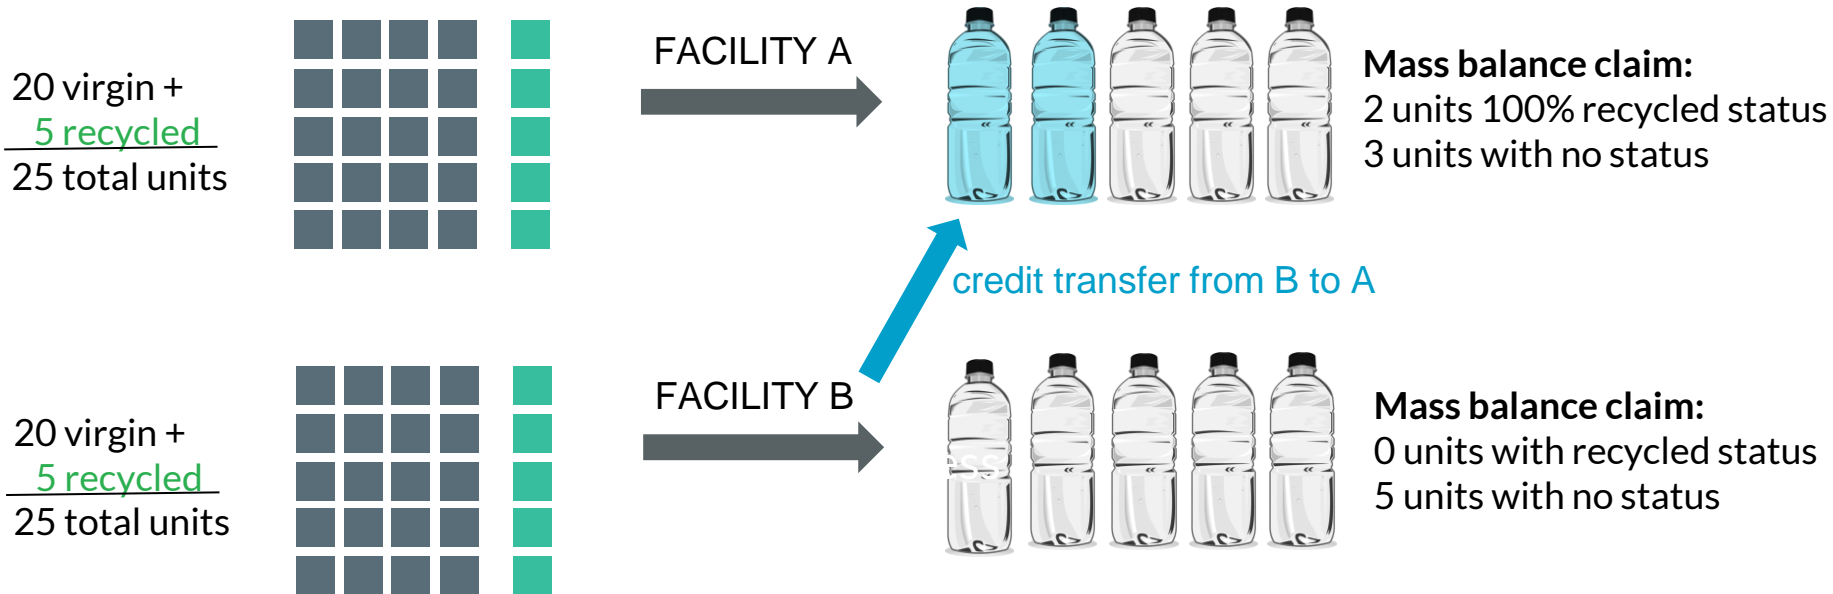 20 virgin +
5 recycled
25 total units
FACILITY A
Mass balance claim:
2 units 100% recycled status
3 units with no status
credit transfer from B to A
20 virgin +
5 recycled
25 total units
FACILITY B
ess
Mass balance claim:
0 units with recycled status
5 units with no status